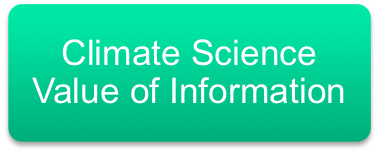 Climate Science
Value of Information